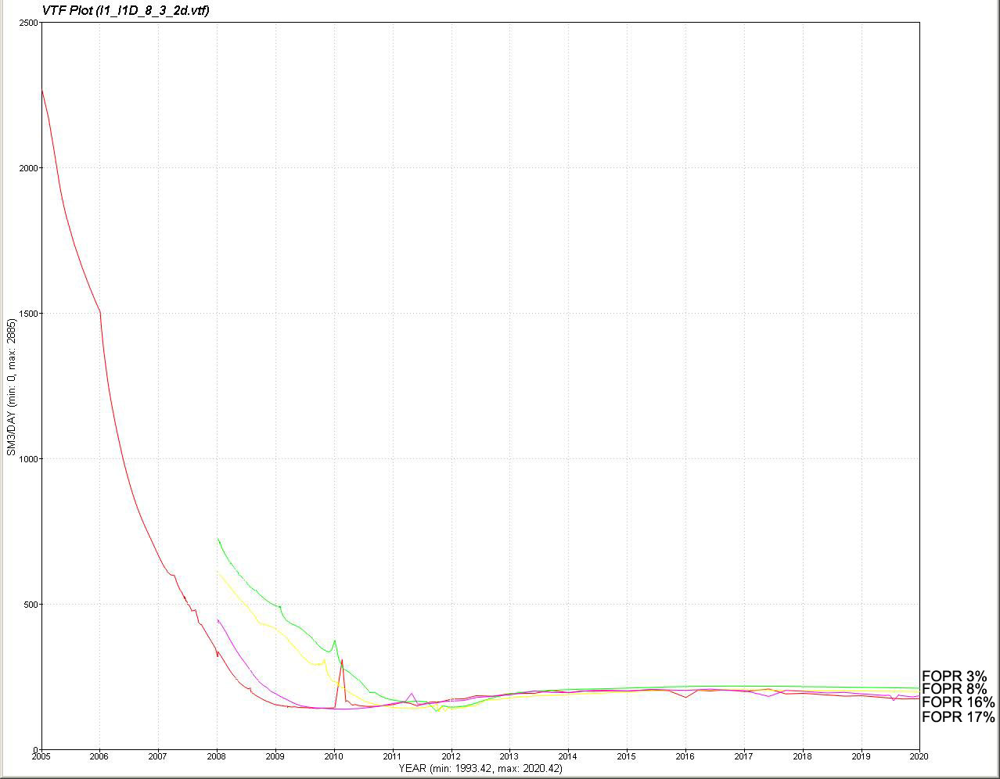 VTF Plot (I1_I1D_8_3_2d.vtf)
2500
2000
1500
1000
500
0
SM3/DAY (min: 0, max: 2885)
FOPR 3%
FOPR 8%
FOPR 16%
FOPR 17%
2005 2006 2007 2008 2009 2010 2011 2012 2013 2014 2015 2016 2017 2018 2019 2020
YEAR (min: 1993.42, max: 2020.42)